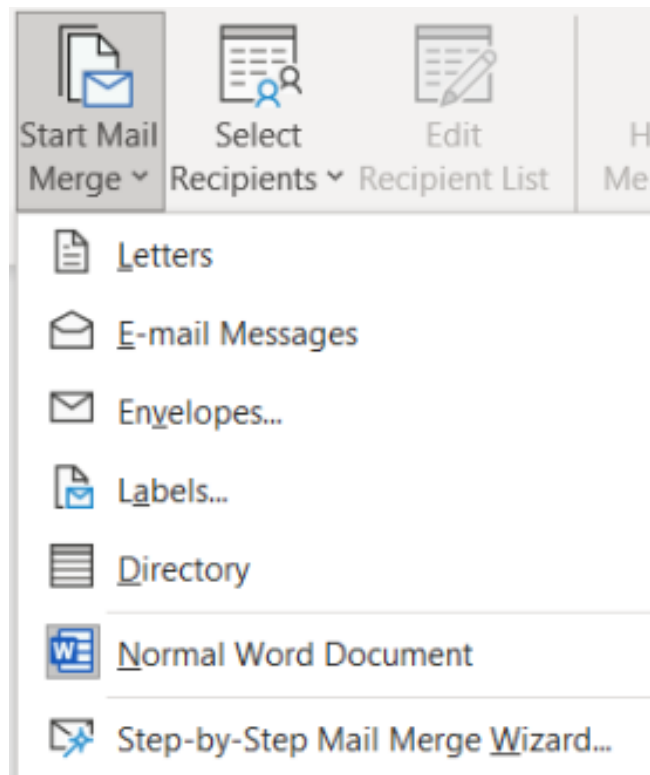 Start Mail Select Edit
Merge Recipients Recipient List
Letters
E-mail Messages
Envelopes...
Labels...
Directory
Normal Word Document
Step-by-Step Mail Merge Wizard...